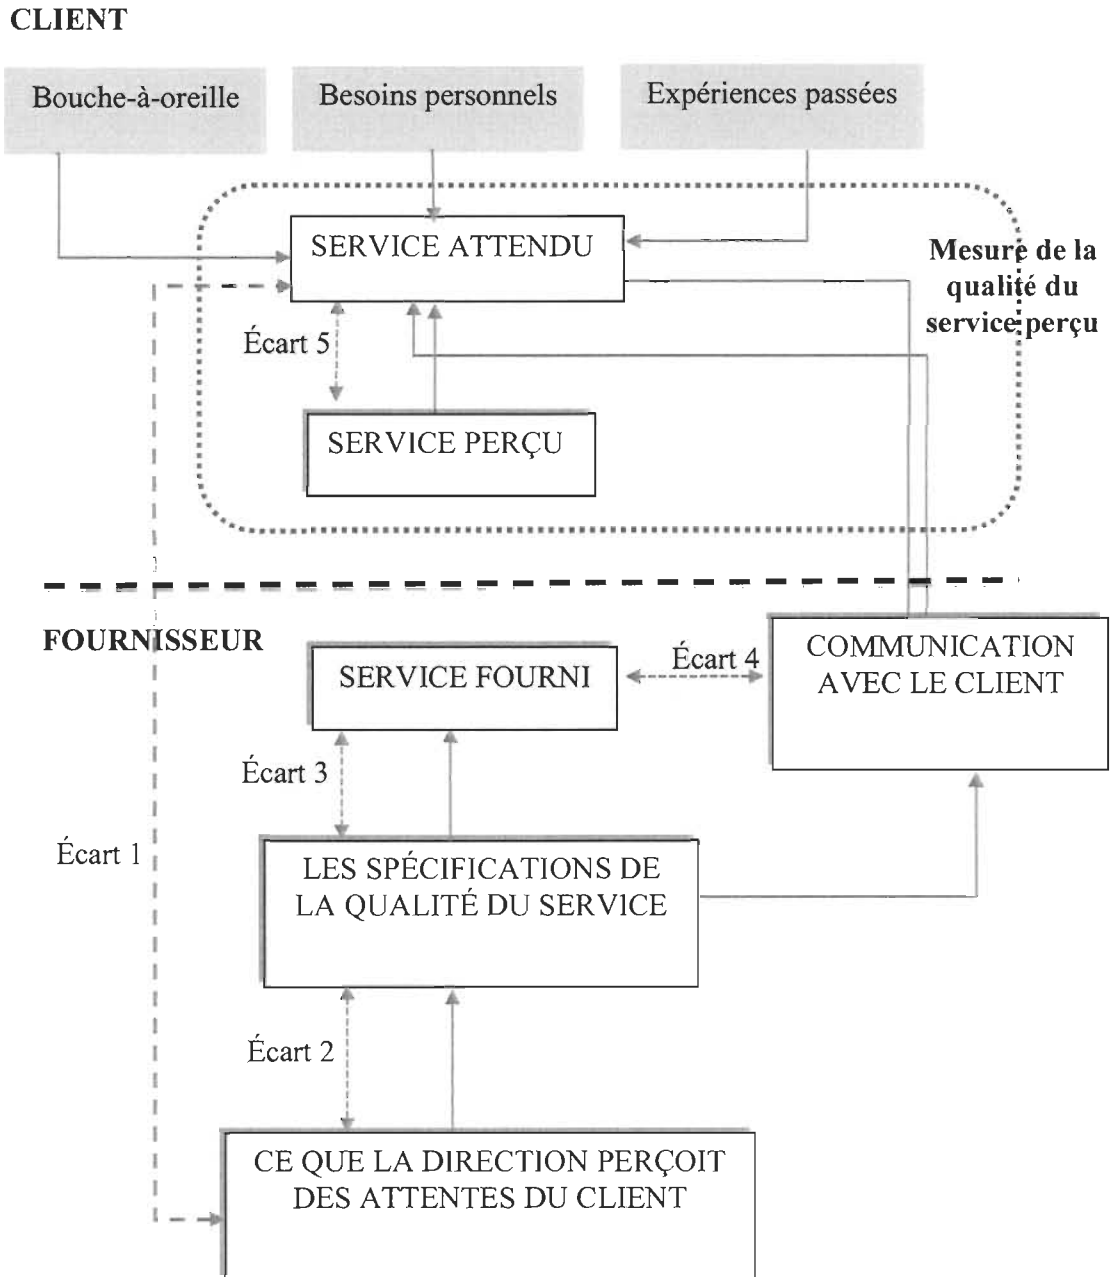 CLIENT
Bouche-à-oreille
Besoins personnels
Expériences passées
SERVICE ATTENDU
Mesure de la
qualité du
service perçu
Écart 5
SERVICE PERÇU
FOURNISSEUR
SERVICE FOURNI
Écart 4
COMMUNICATION
AVEC LE CLIENT
Écart 3
Écart 1
LES SPÉCIFICATIONS DE
LA QUALITÉ DU SERVICE
Écart 2
CE QUE LA DIRECTION PERÇOIT
DES ATTENTES DU CLIENT